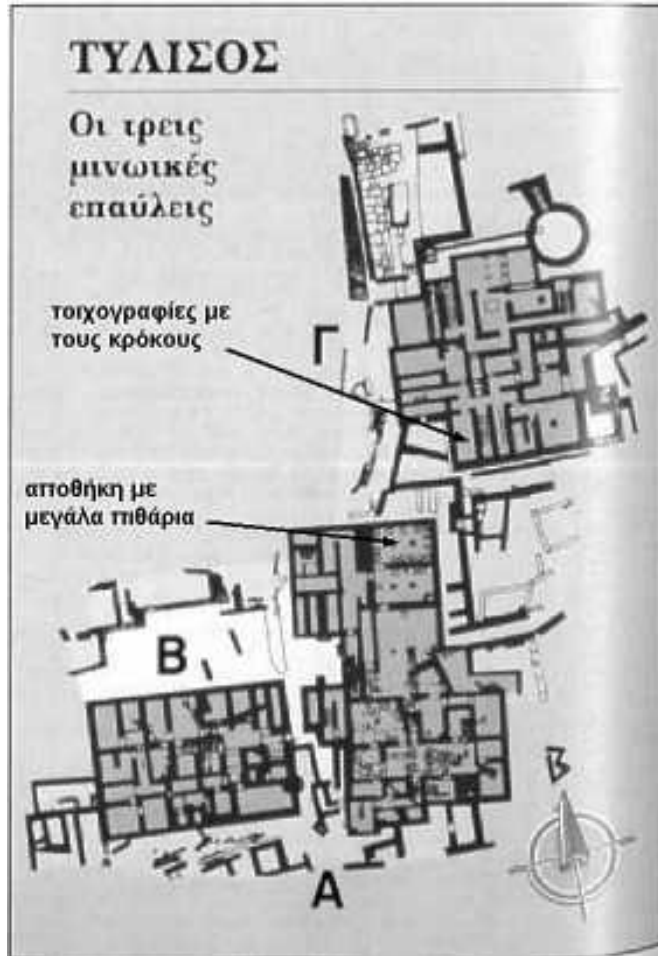 ΤΥΛΙΣΟΣ
Οι τρεις
μινωικές
επαύλεις
τοιχογραφίες με
τους κρόκους
Γ
αποθήκη με
μεγάλα πιθάρια
Β
Β
Α